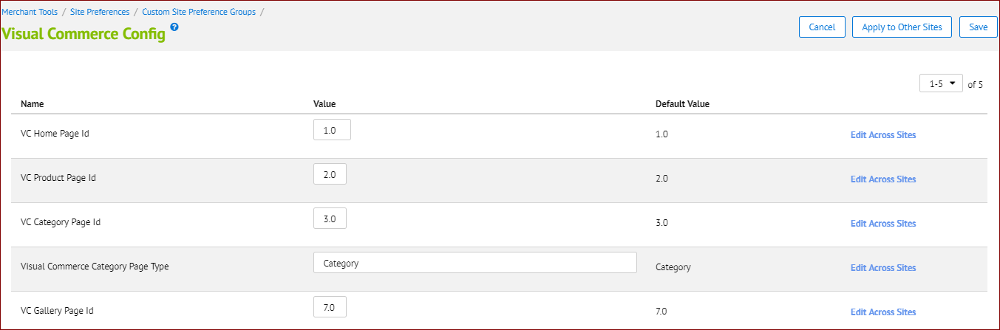 Merchant Tools / Site Preferences / Custom Site Preference Groups /
Visual Commerce Config ?
Cancel Apply to Other Sites Save
1-5 of 5
Name Value Default Value
VC Home Page Id 1.0 1.0 Edit Across Sites
VC Product Page Id 2.0 2.0 Edit Across Sites
VC Category Page Id 3.0 3.0 Edit Across Sites
Visual Commerce Category Page Type Category Category Edit Across Sites
VC Gallery Page Id 7.0 7.0 Edit Across Sites